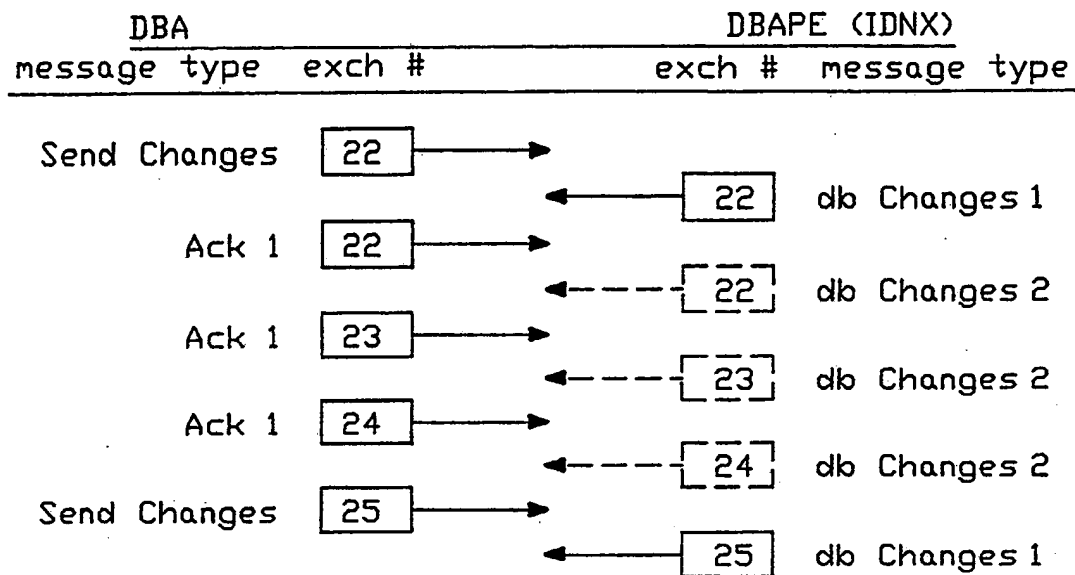 DBA DBAPE (IDNX)
message type exch # exch # message type
Send Changes 22
22 db Changes 1
Ack 1 22
22 db Changes 2
Ack 1 23
23 db Changes 2
Ack 1 24
24 db Changes 2
Send Changes 25
25 db Changes 1